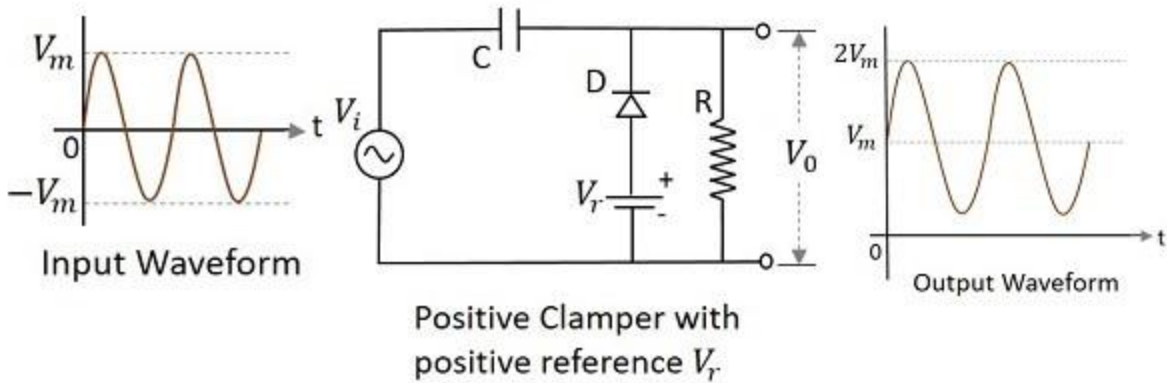 V_m
0
-V_m
t
Input Waveform
V_i
C
D
R
V_r
+
-
V_0
Positive Clamper with
positive reference V_r
2V_m
V_m
0
t
Output Waveform